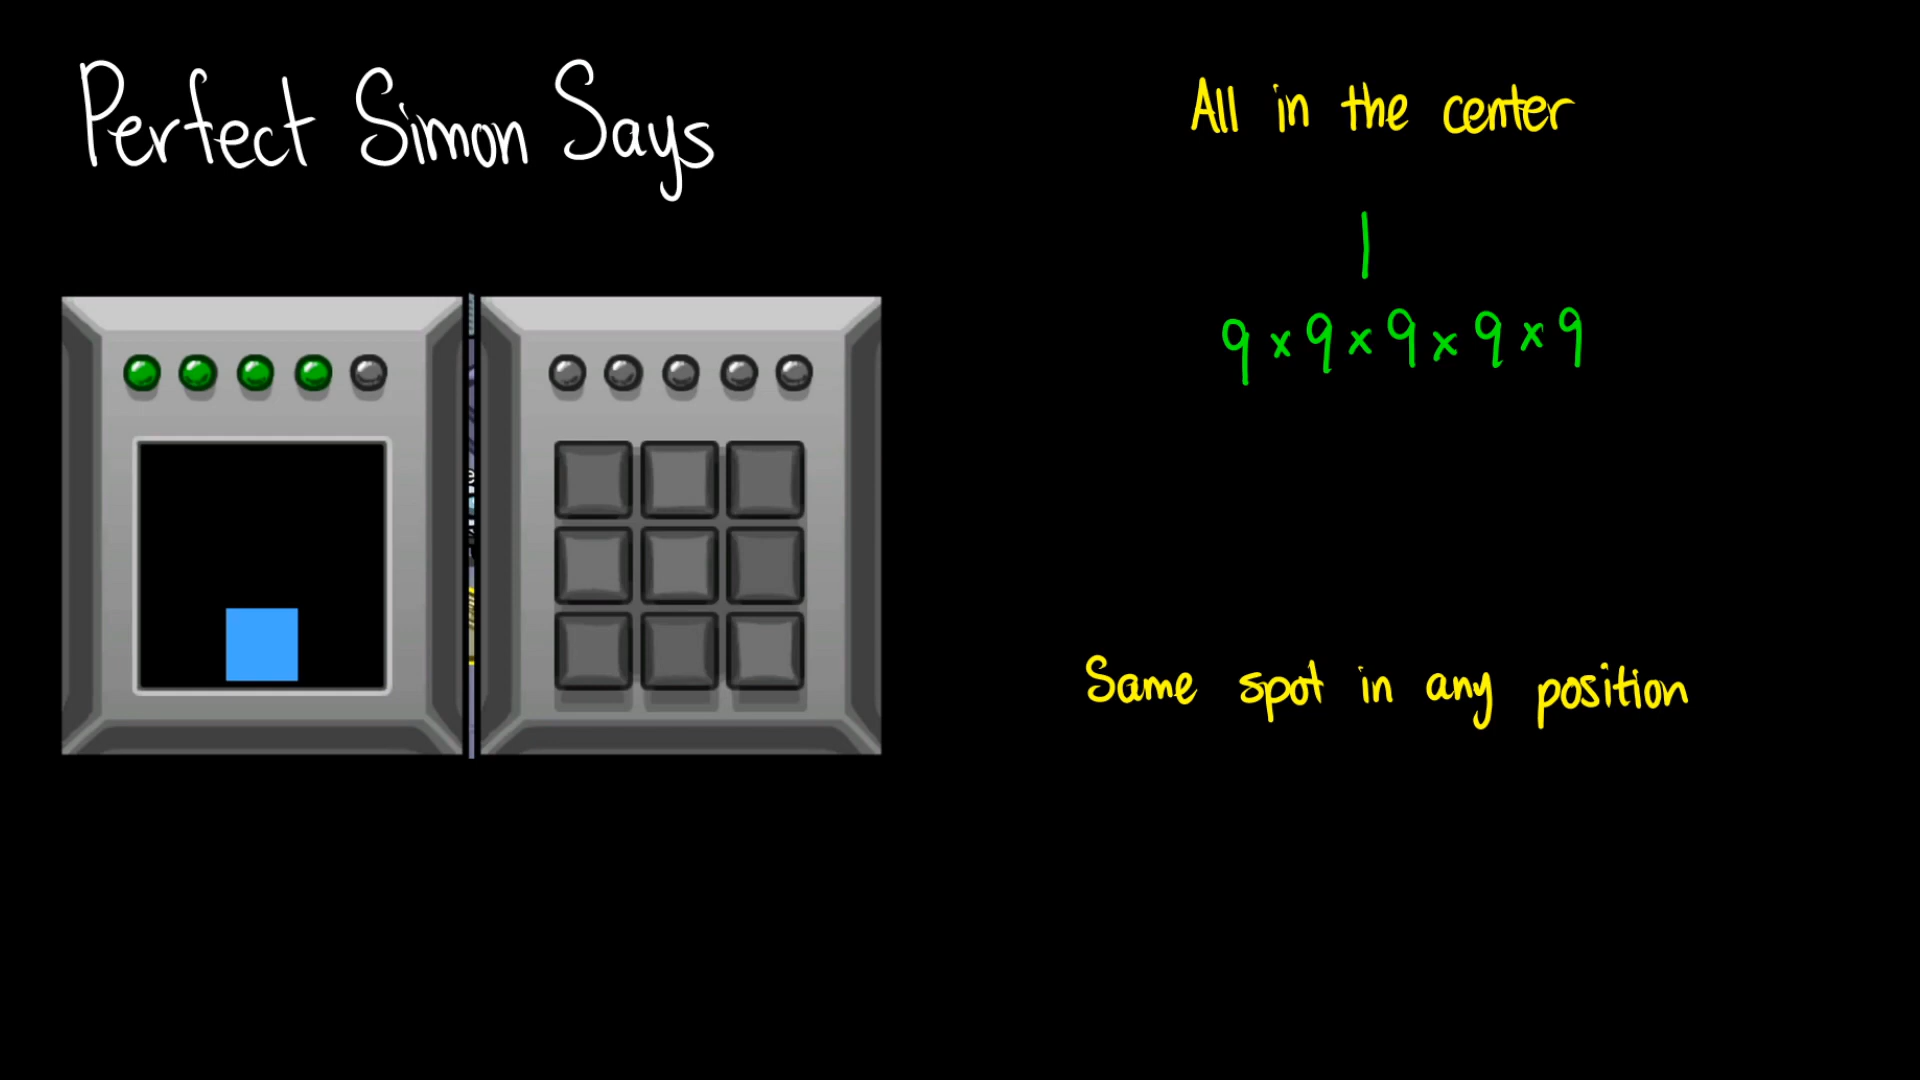 Perfect Simon Says
All in the center
1
9 × 9 × 9 × 9 × 9
Same spot in any position